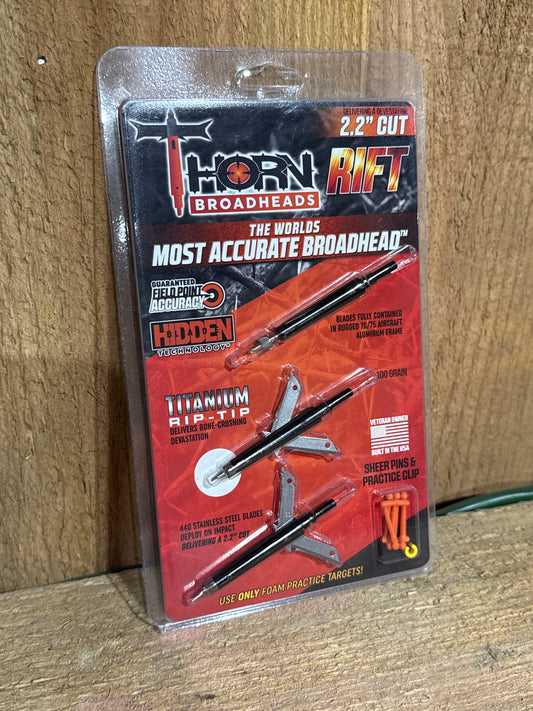 DELIVERING A DEVASTATING
2.2" CUT
THORN
BROADHEADS
RIFT
THE WORLDS
MOST ACCURATE BROADHEAD™
GUARANTEED
FIELD POINT
ACCURACY
HIDDEN
TECHNOLOGY™
BLADES FULLY CONTAINED
IN RUGGED 70/75 AIRCRAFT
ALUMINUM FRAME
100 GRAIN
TITANIUM
RIP-TIP
DELIVERS BONE-CRUSHING
DEVASTATION
VETERAN OWNED
BUILT IN THE USA
SHEER PINS &
PRACTICE CLIP
440 STAINLESS STEEL BLADES
DEPLOY ON IMPACT
DELIVERING A 2.2" CUT
USE ONLY FOAM PRACTICE TARGETS!